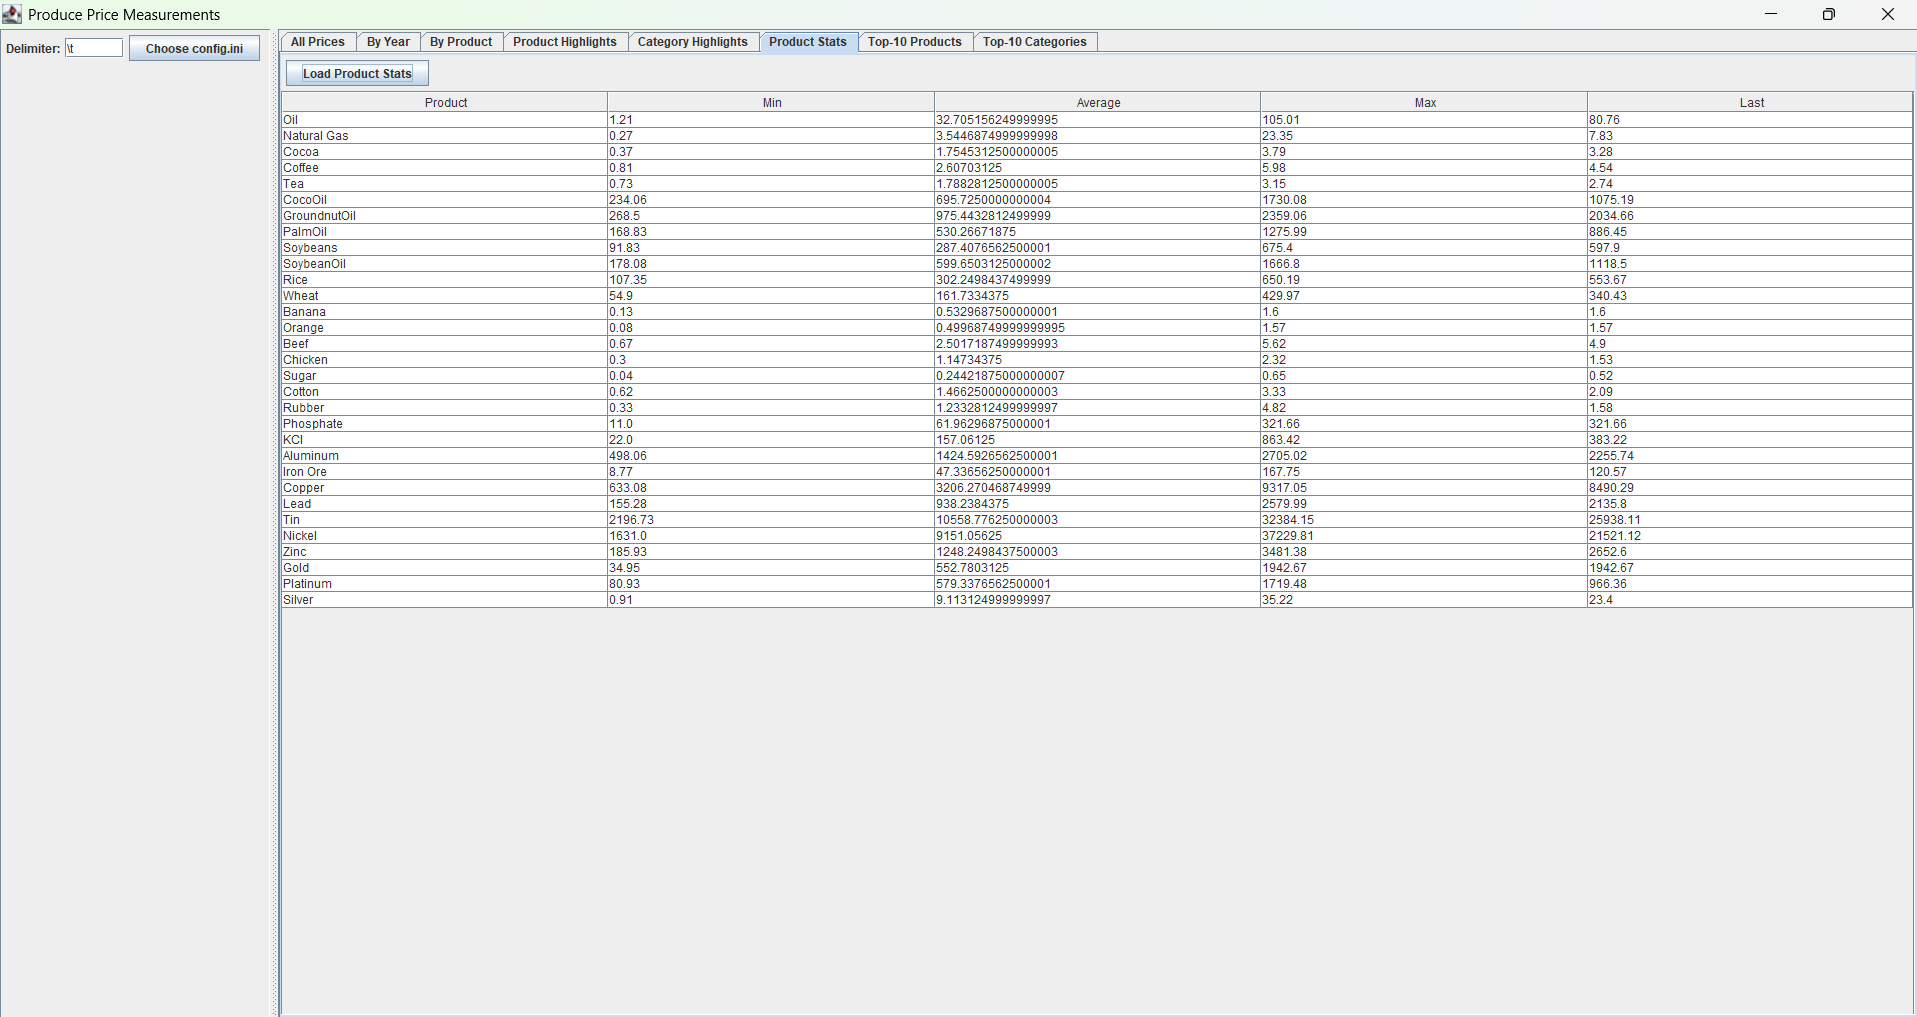 Produce Price Measurements
Delimiter: \t Choose config.ini
All Prices By Year By Product Product Highlights Category Highlights Product Stats Top-10 Products Top-10 Categories
Load Product Stats
Product Min Average Max Last
Oil 1.21 32.705156249999995 105.01 80.76
Natural Gas 0.27 3.5446874999999998 23.35 7.83
Cocoa 0.37 1.7545312500000005 3.79 3.28
Coffee 0.81 2.60703125 5.98 4.54
Tea 0.73 1.7882812500000005 3.15 2.74
CocoOil 234.06 695.7250000000004 1730.08 1075.19
GroundnutOil 268.5 975.4432812499999 2359.06 2034.66
PalmOil 168.83 530.26671875 1275.99 886.45
Soybeans 91.83 287.4076562500001 675.4 597.9
SoybeanOil 178.08 599.6503125000002 1666.8 1118.5
Rice 107.35 302.2498437499999 650.19 553.67
Wheat 54.9 161.7334375 429.97 340.43
Banana 0.13 0.5329687500000001 1.6 1.6
Orange 0.08 0.49968749999999995 1.57 1.57
Beef 0.67 2.5017187499999993 5.62 4.9
Chicken 0.3 1.14734375 2.32 1.53
Sugar 0.04 0.24421875000000007 0.65 0.52
Cotton 0.62 1.4662500000000003 3.33 2.09
Rubber 0.33 1.2332812499999997 4.82 1.58
Phosphate 11.0 61.96296875000001 321.66 321.66
KCl 22.0 157.06125 863.42 383.22
Aluminum 498.06 1424.5926562500001 2705.02 2255.74
Iron Ore 8.77 47.33656250000001 167.75 120.57
Copper 633.08 3206.270468749999 9317.05 8490.29
Lead 155.28 938.2384375 2579.99 2135.8
Tin 2196.73 10558.776250000003 32384.15 25938.11
Nickel 1631.0 9151.05625 37229.81 21521.12
Zinc 185.93 1248.2498437500003 3481.38 2652.6
Gold 34.95 552.7803125 1942.67 1942.67
Platinum 80.93 579.3376562500001 1719.48 966.36
Silver 0.91 9.113124999999997 35.22 23.4